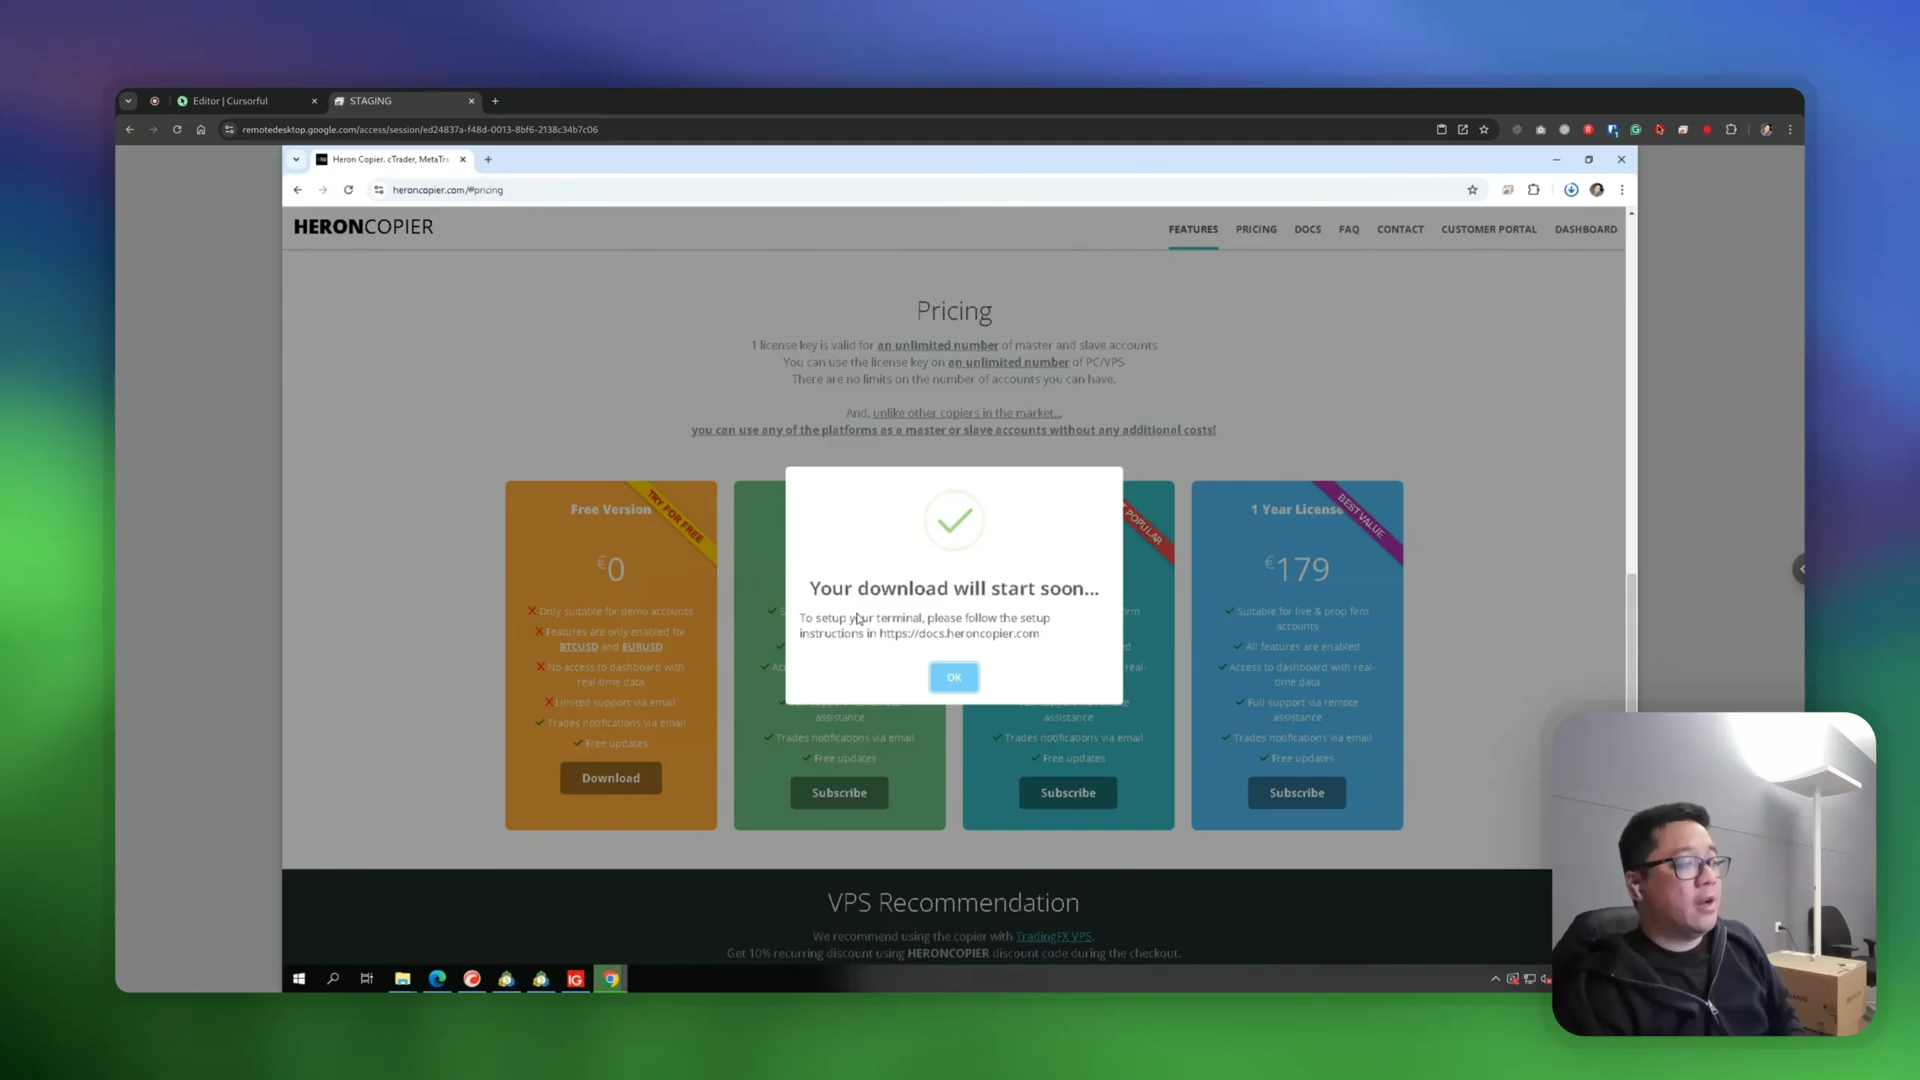 Editor | Cursorful
STAGING
remotedesktop.google.com/access/session/ed24837a-f48d-0013-8bf6-2138c34b7c06
Heron Copier. cTrader, MetaTra
heroncopier.com/#pricing
HERONCOPIER
FEATURES
PRICING
DOCS
FAQ
CONTACT
CUSTOMER PORTAL
DASHBOARD
Pricing
1 license key is valid for an unlimited number of master and slave accounts
You can use the license key on an unlimited number of PC/VPS
There are no limits on the number of accounts you can have.
And, unlike other copiers in the market...
you can use any of the platforms as a master or slave accounts without any additional costs!
Free Version
TRY FOR FREE
€0
Only suitable for demo accounts
Features are only enabled for
BTCUSD and EURUSD
No access to dashboard with
real-time data
Limited support via email
Trades notifications via email
Free updates
Download
Your download will start soon...
To setup your terminal, please follow the setup
instructions in https://docs.heroncopier.com
OK
assistance
Trades notifications via email
Free updates
Subscribe
POPULAR
assistance
Trades notifications via email
Free updates
Subscribe
1 Year License
BEST VALUE
€179
Suitable for live & prop firm
accounts
All features are enabled
Access to dashboard with real-
time data
Full support via remote
assistance
Trades notifications via email
Free updates
Subscribe
VPS Recommendation
We recommend using the copier with TradingFX VPS.
Get 10% recurring discount using HERONCOPIER discount code during the checkout.
IG